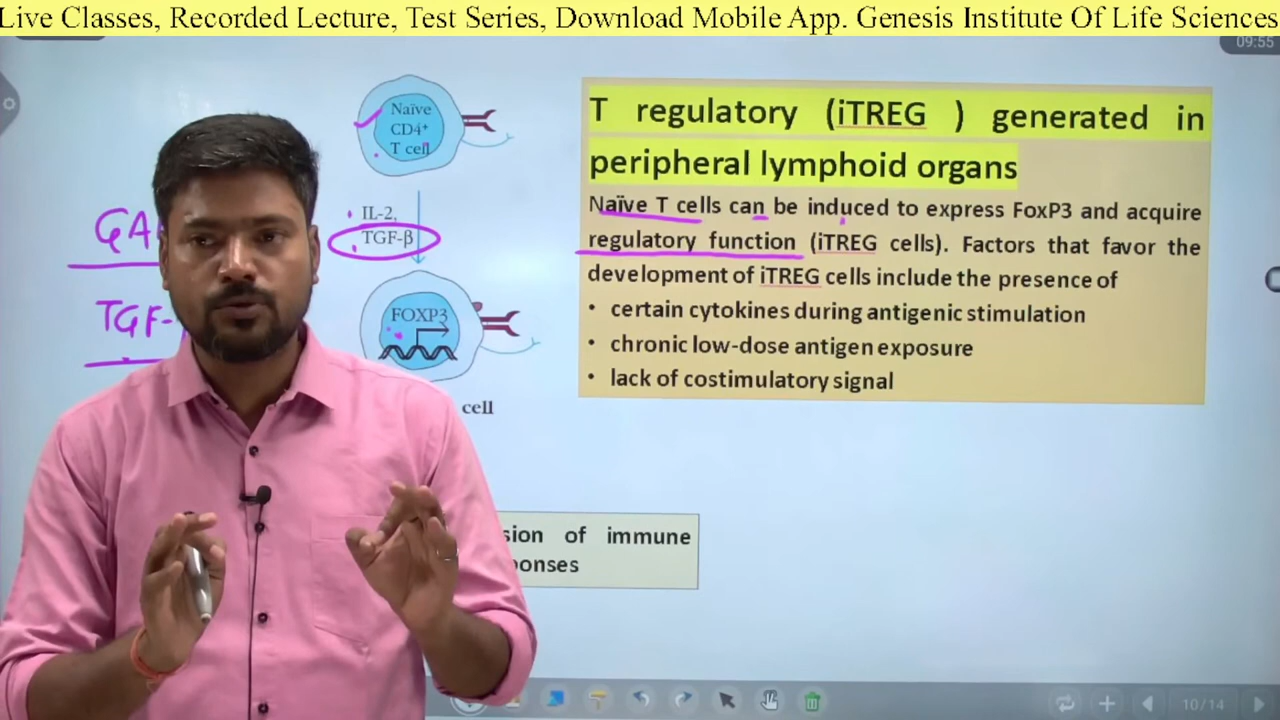 Live Classes, Recorded Lecture, Test Series, Download Mobile App. Genesis Institute Of Life Sciences
09:55
Naïve
CD4+
T cell
IL-2,
TGF-β
GA
TGF-
FOXP3
cell
T regulatory (iTREG ) generated in
peripheral lymphoid organs
Naïve T cells can be induced to express FoxP3 and acquire
regulatory function (iTREG cells). Factors that favor the
development of iTREG cells include the presence of
• certain cytokines during antigenic stimulation
• chronic low-dose antigen exposure
• lack of costimulatory signal
sion of immune
ponses
10/14